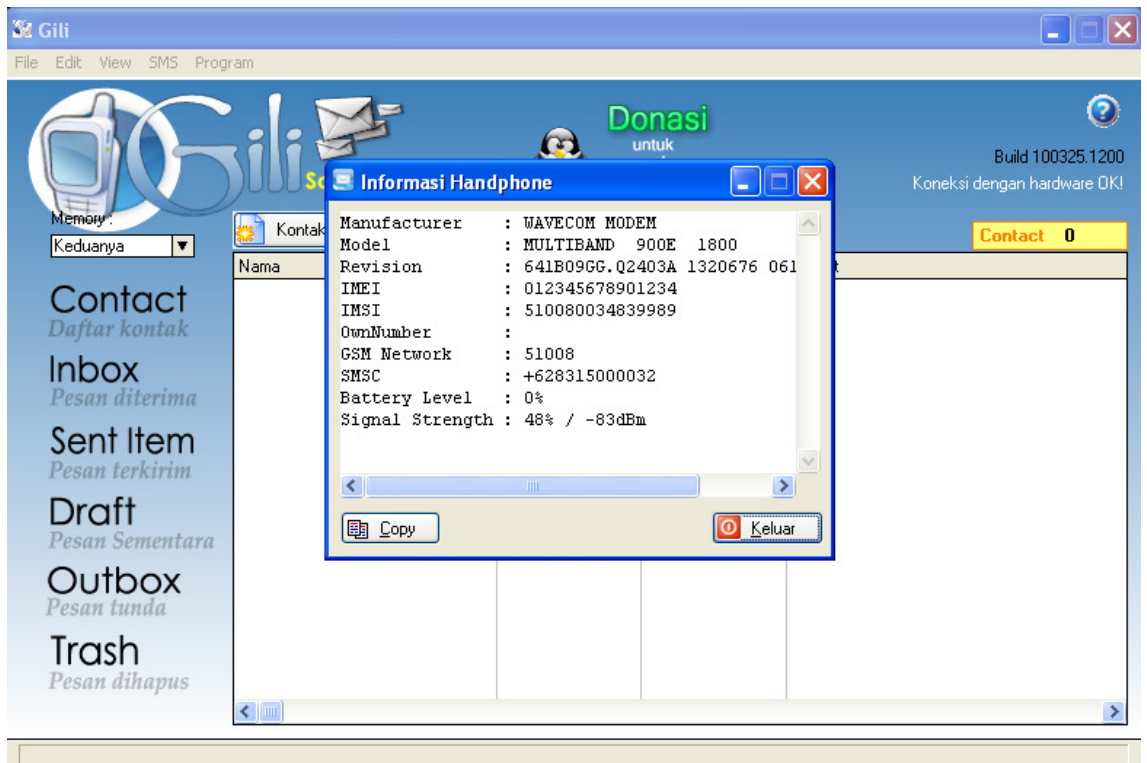 Gili
File Edit View SMS Program
Gili
Donasi
untuk
Build 100325.1200
Koneksi dengan hardware OK!
Memory :
Keduanya
Kontak
Contact 0
Nama
Contact
Daftar kontak
Inbox
Pesan diterima
Sent Item
Pesan terkirim
Draft
Pesan Sementara
Outbox
Pesan tunda
Trash
Pesan dihapus
Informasi Handphone
Manufacturer : WAVECOM MODEM
Model : MULTIBAND 900E 1800
Revision : 641B09GG.Q2403A 1320676 061
IMEI : 012345678901234
IMSI : 510080034839989
OwnNumber :
GSM Network : 51008
SMSC : +628315000032
Battery Level : 0%
Signal Strength : 48% / -83dBm
Copy
Keluar